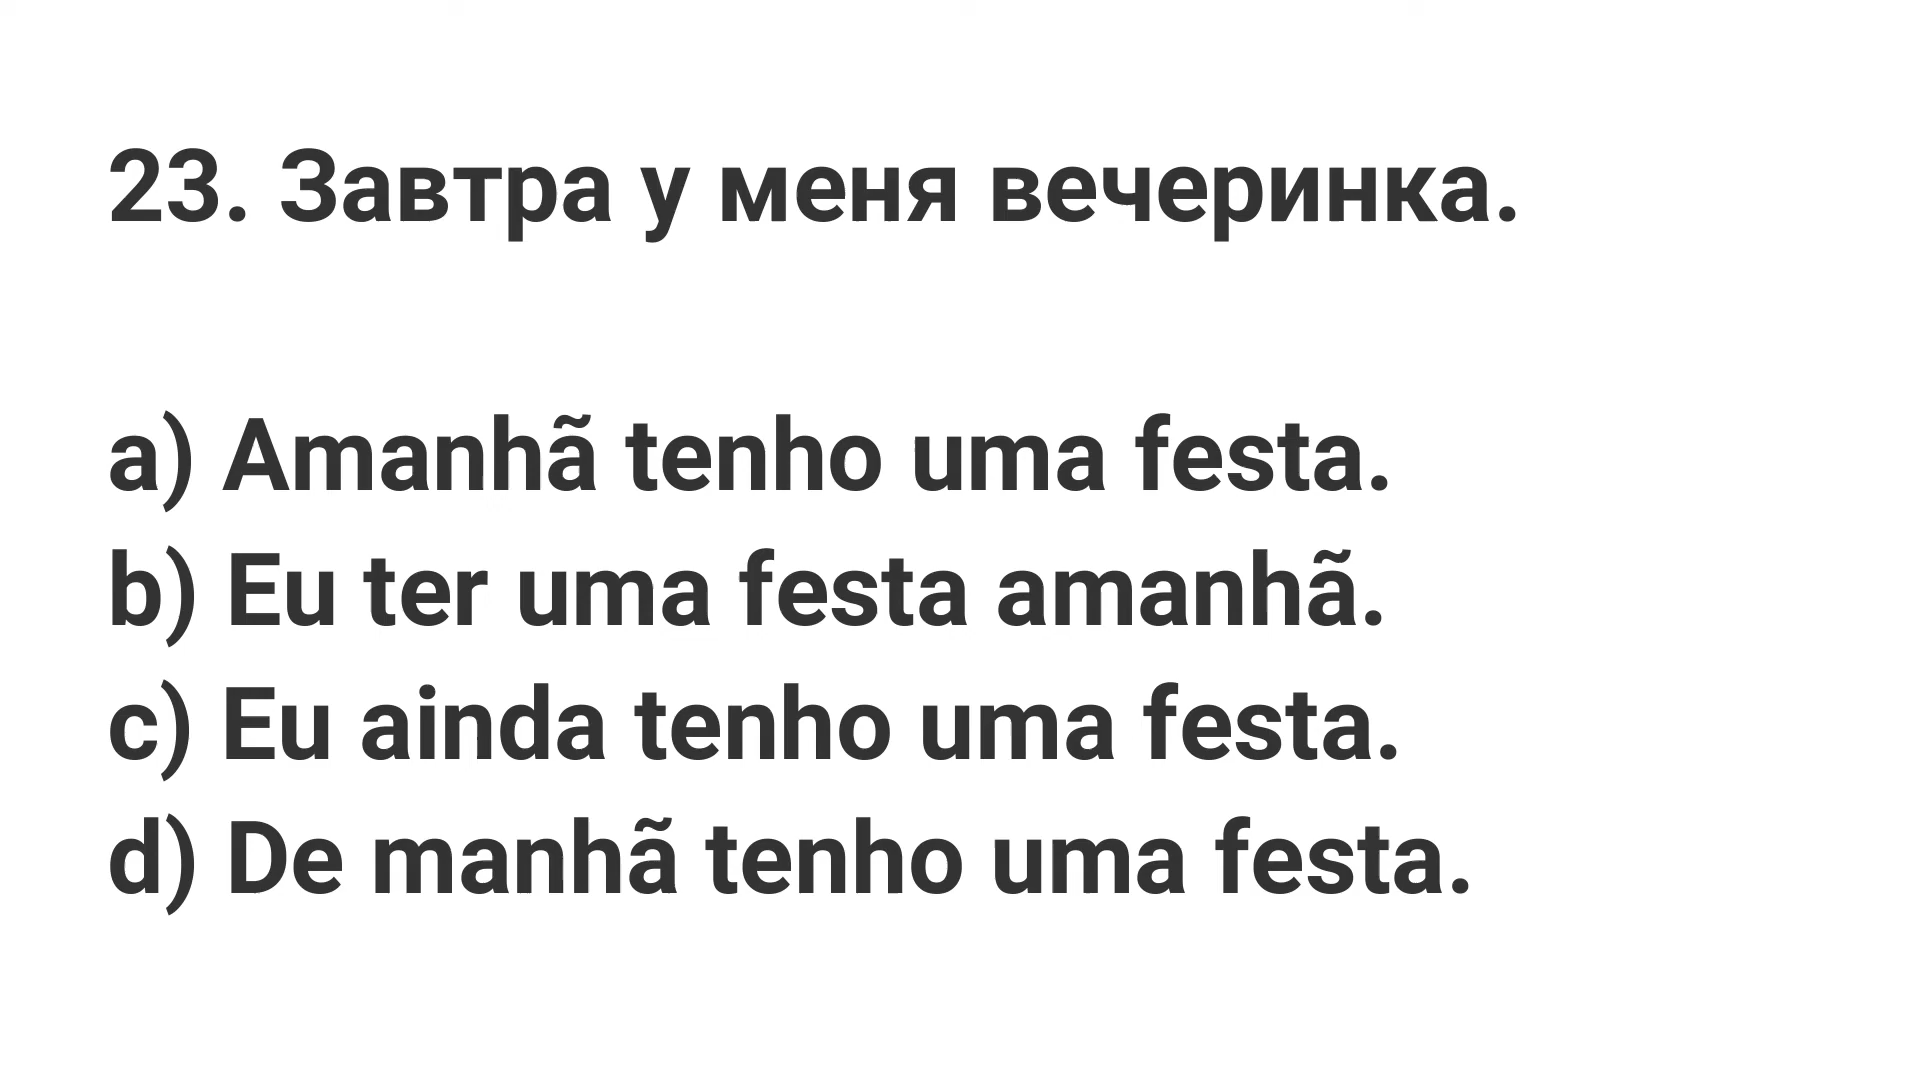 23. Завтра у меня вечеринка.
a) Amanhã tenho uma festa.
b) Eu ter uma festa amanhã.
c) Eu ainda tenho uma festa.
d) De manhã tenho uma festa.